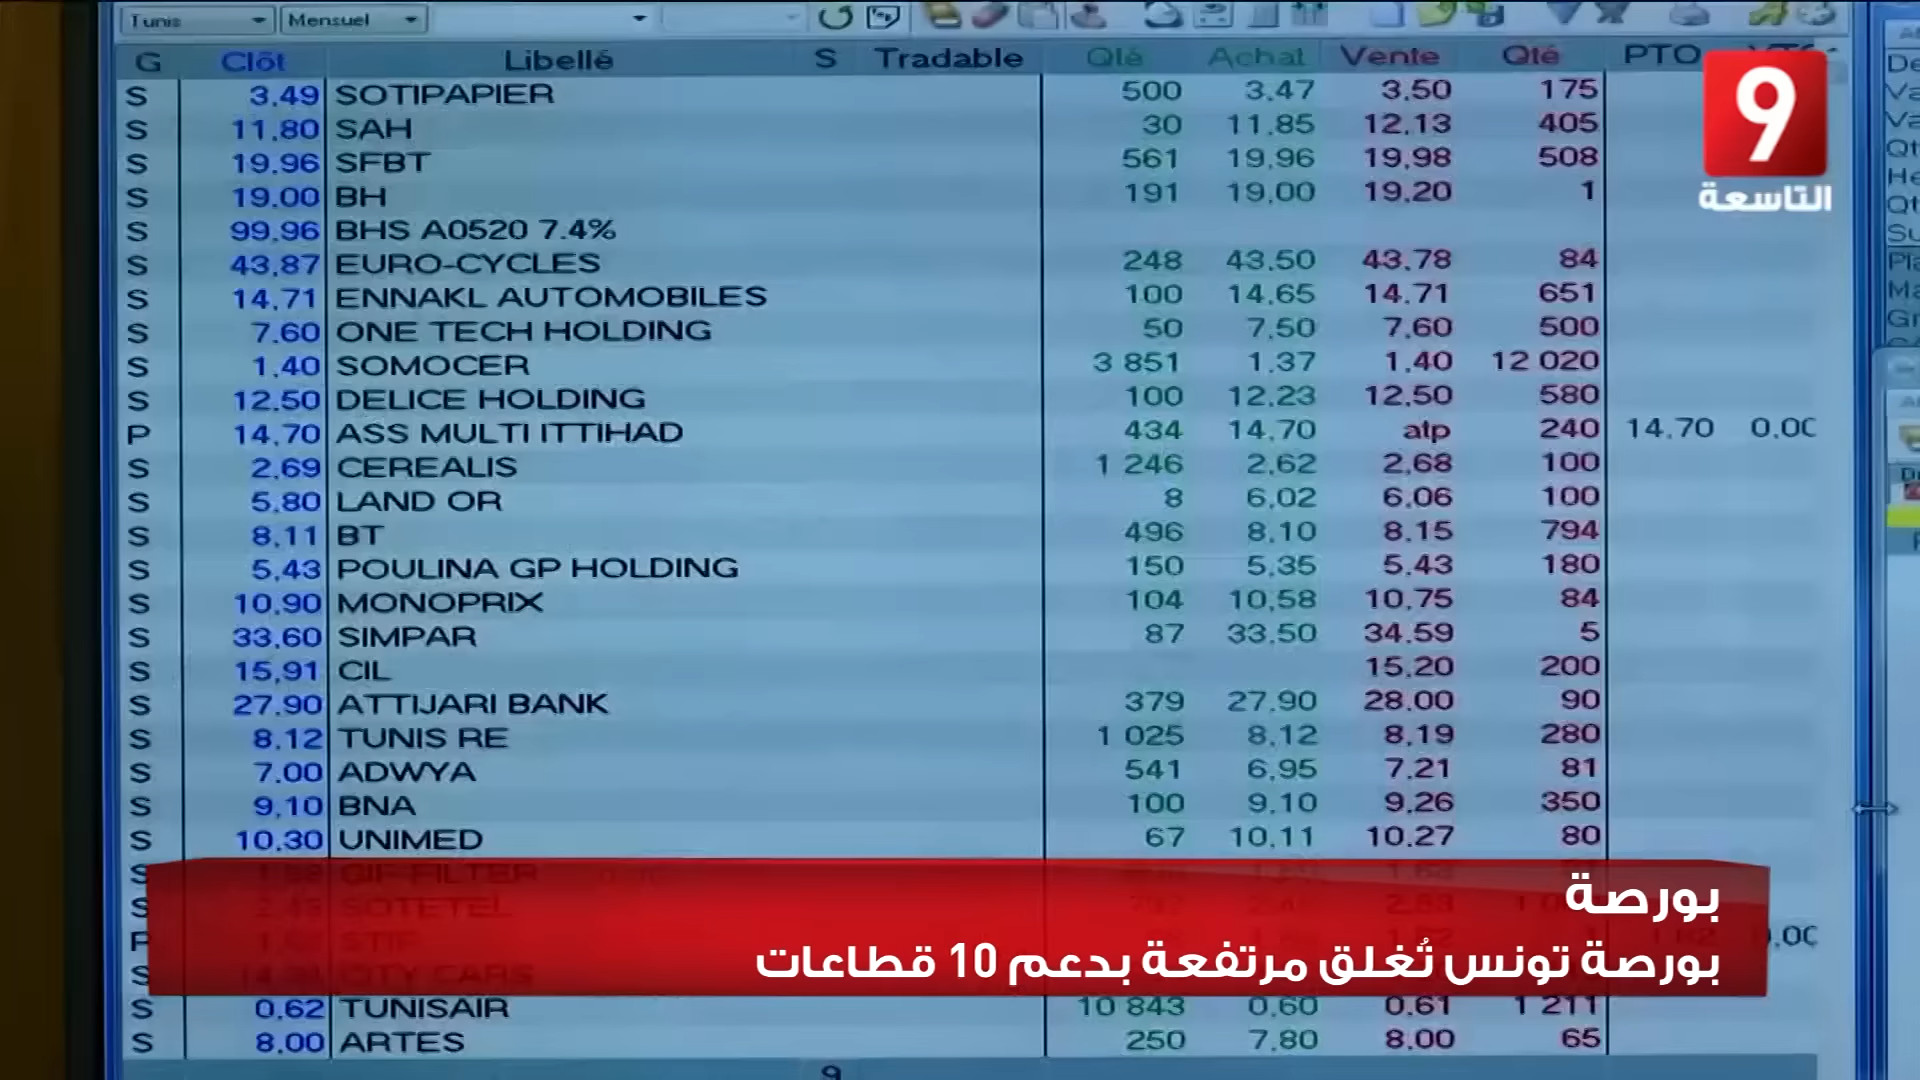 Tunis Mensuel
G Clôt Libellé S Tradable Qté Achat Vente Qté PTO
S 3,49 SOTIPAPIER 500 3,47 3,50 175
S 11,80 SAH 30 11,85 12,13 405
S 19,96 SFBT 561 19,96 19,98 508
S 19,00 BH 191 19,00 19,20 1
S 99,96 BHS A0520 7.4%
S 43,87 EURO-CYCLES 248 43,50 43,78 84
S 14,71 ENNAKL AUTOMOBILES 100 14,65 14,71 651
S 7,60 ONE TECH HOLDING 50 7,50 7,60 500
S 1,40 SOMOCER 3 851 1,37 1,40 12 020
S 12,50 DELICE HOLDING 100 12,23 12,50 580
P 14,70 ASS MULTI ITTIHAD 434 14,70 atp 240 14,70 0,00
S 2,69 CEREALIS 1 246 2,62 2,68 100
S 5,80 LAND OR 8 6,02 6,06 100
S 8,11 BT 496 8,10 8,15 794
S 5,43 POULINA GP HOLDING 150 5,35 5,43 180
S 10,90 MONOPRIX 104 10,58 10,75 84
S 33,60 SIMPAR 87 33,50 34,59 5
S 15,91 CIL 15,20 200
S 27,90 ATTIJARI BANK 379 27,90 28,00 90
S 8,12 TUNIS RE 1 025 8,12 8,19 280
S 7,00 ADWYA 541 6,95 7,21 81
S 9,10 BNA 100 9,10 9,26 350
S 10,30 UNIMED 67 10,11 10,27 80
S GIF-FILTER
S SOTETEL
P STIP
S CITY CARS
S 0,62 TUNISAIR 10 843 0,60 0,61 1 211
S 8,00 ARTES 250 7,80 8,00 65
9
التاسعة
بورصة
بورصة تونس تُغلق مرتفعة بدعم 10 قطاعات